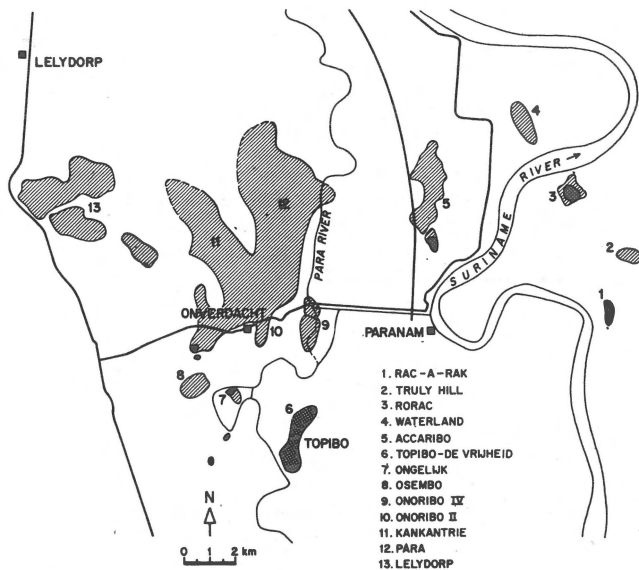 LELYDORP
4
RIVER →
3
13
12
5
11
PARA RIVER
SURINAME
2
1
ONVERDACHT
10
9
PARANAM
8
7
6
TOPIBO
1. RAC-A-RAK
2. TRULY HILL
3. RORAC
4. WATERLAND
5. ACCARIBO
6. TOPIBO-DE VRIJHEID
7. ONGELIJK
8. OSEMBO
9. ONORIBO IV
10. ONORIBO II
11. KANKANTRIE
12. PARA
13. LELYDORP
N
0 1 2 km